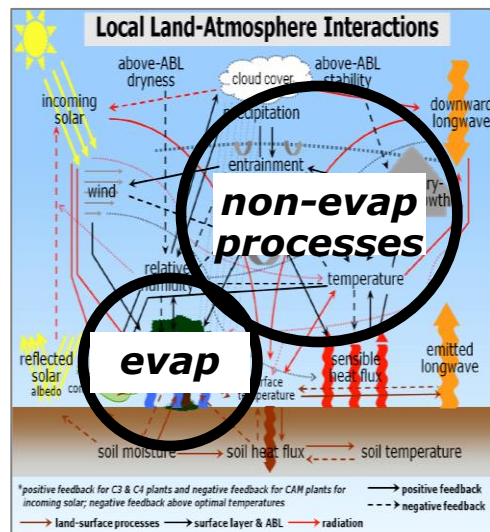 Local Land-Atmosphere Interactions
above-ABL
dryness
cloud cover
above-ABL
stability
incoming
solar
precipitation
downward
longwave
entrainment
wind
non-evap
processes
relative
humidity
temperature
evap
reflected
solar
albedo
surface
temperature
sensible
heat flux
emitted
longwave
soil moisture
soil heat flux
soil temperature
*positive feedback for C3 & C4 plants and negative feedback for CAM plants for
incoming solar; negative feedback above optimal temperatures
positive feedback
negative feedback
land-surface processes
surface layer & ABL
radiation